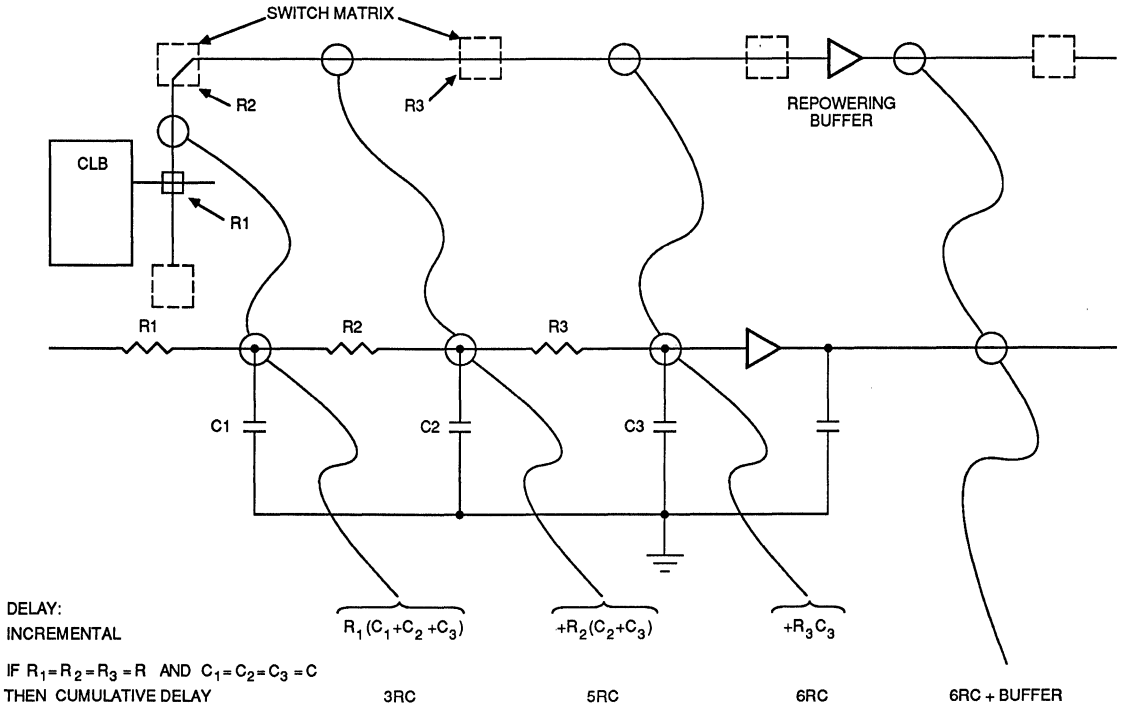 SWITCH MATRIX
R2
R3
REPOWERING
BUFFER
CLB
R1
R1
R2
R3
C1
C2
C3
DELAY:
INCREMENTAL
R1(C1+C2 +C3)
+R2(C2+C3)
+R3C3
IF R1=R2=R3 =R AND C1=C2=C3 =C
THEN CUMULATIVE DELAY
3RC
5RC
6RC
6RC + BUFFER